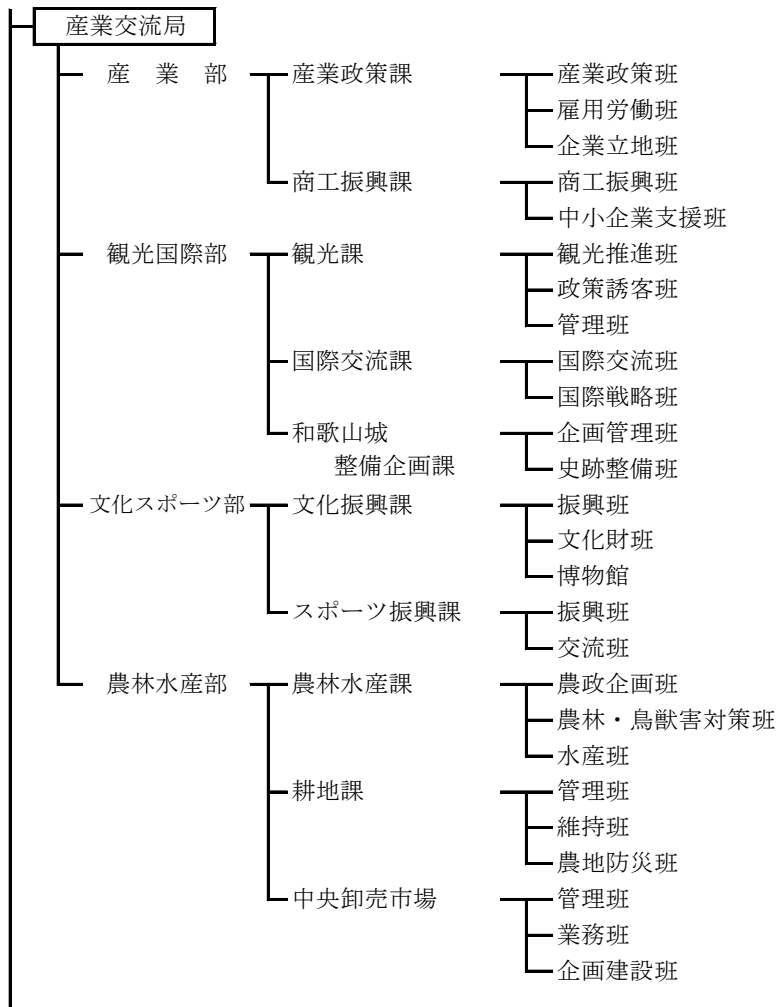 産業交流局
産　業　部　産業政策課　産業政策班
雇用労働班
企業立地班
商工振興課　商工振興班
中小企業支援班
観光国際部　観光課　観光推進班
政策誘客班
管理班
国際交流課　国際交流班
国際戦略班
和歌山城　企画管理班
整備企画課　史跡整備班
文化スポーツ部　文化振興課　振興班
文化財班
博物館
スポーツ振興課　振興班
交流班
農林水産部　農林水産課　農政企画班
農林・鳥獣害対策班
水産班
耕地課　管理班
維持班
農地防災班
中央卸売市場　管理班
業務班
企画建設班